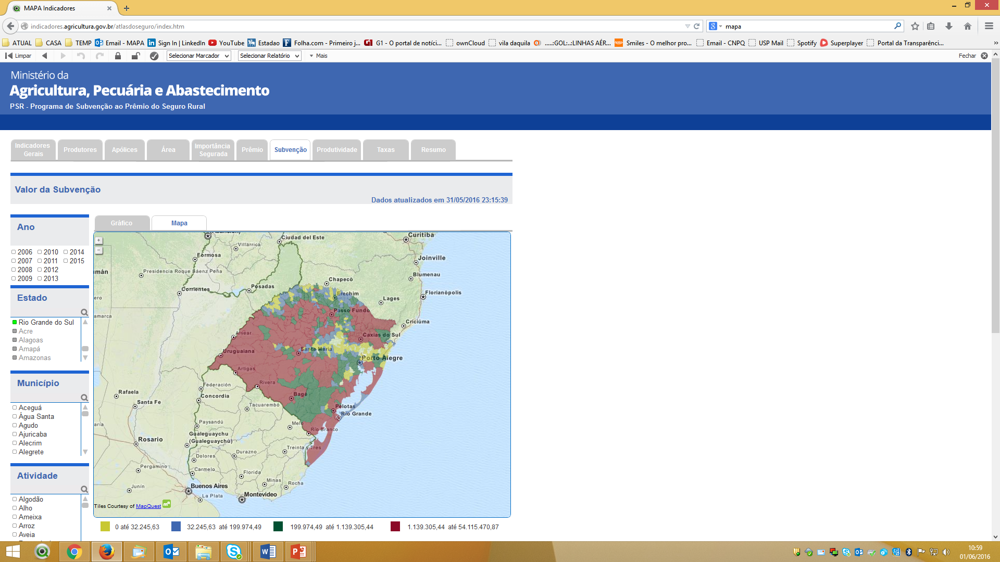 MAPA Indicadores
indicadores.agricultura.gov.br/atlasdoseguro/index.htm
mapa
ATUAL CASA TEMP Email - MAPA Sign In | LinkedIn YouTube Estadao Folha.com - Primeiro j... G1 - O portal de notíci... ownCloud vila daquila .....:GOL:..:LINHAS AÉR... Smiles - O melhor pro... Email - CNPQ USP Mail Spotify Superplayer Portal da Transparênci... »
Limpar Selecionar Marcador Selecionar Relatório Mais Fechar
Ministério da
Agricultura, Pecuária e Abastecimento
PSR - Programa de Subvenção ao Prêmio do Seguro Rural
Indicadores Gerais Produtores Apólices Área Importância Segurada Prêmio Subvenção Produtividade Taxas Resumo
Valor da Subvenção
Dados atualizados em 31/05/2016 23:15:39
Ano
2006 2010 2014
2007 2011 2015
2008 2012
2009 2013
Estado
Rio Grande do Sul
Acre
Alagoas
Amapá
Amazonas
Município
Aceguá
Água Santa
Agudo
Ajuricaba
Alecrim
Alegrete
Atividade
Algodão
Alho
Ameixa
Arroz
Aveia
Gráfico Mapa
Curitiba
Ciudad del Este
Villarrica
Formosa
Joinville
mán
Presidencia Roque Sáenz Peña
Blumenau
Chapecò
Corrientes
Posadas
Erechim
Florianópolis
ero
Lages
Passo Fundo
amarca
Criciúma
Alvéar
Caxias do Sul
Santa Maria
Uruguaiana
Porto Alegre
Artigas
Rivera
Federación
Rafaela
Concordia
Bagé
Santa Fe
Tacuarembó
Pelotas
Rio Grande
Paysandú
aría
Melo
Rio Branco
Gualeguaychu
(Gualeguaychú)
Rosario
Treinta y Tres
Durazno
Dolores
Pergamino
Carmelo
Florida
Minas
Rocha
Junín
Buenos Aires
La Plata
Montevideo
Tiles Courtesy of MapQuest
0 até 32.245,63 32.245,63 até 199.974,49 199.974,49 até 1.139.305,44 1.139.305,44 até 54.115.470,87
10:59
01/06/2016